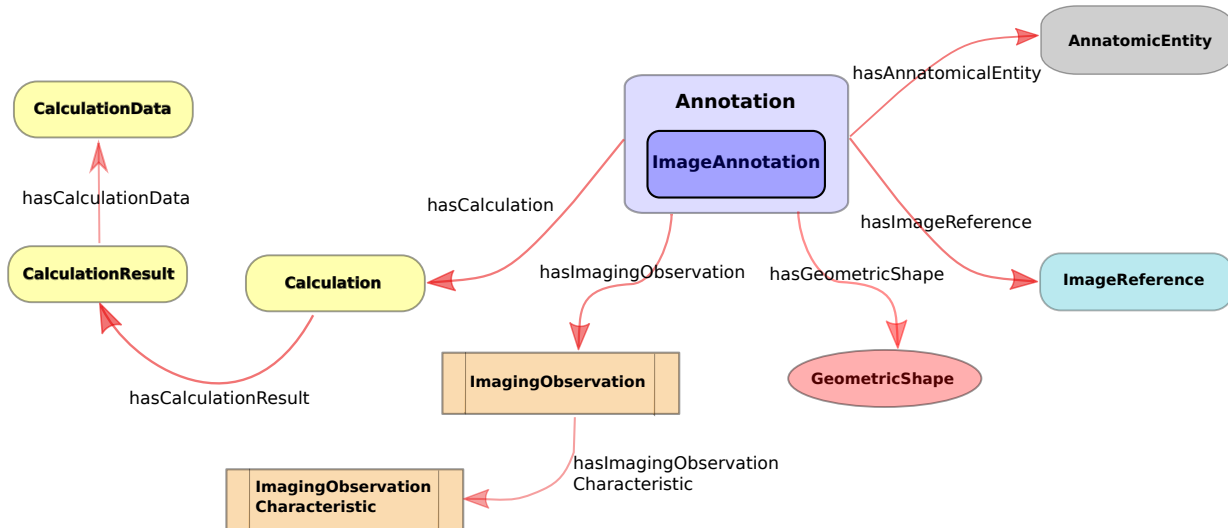 AnnatomicEntity
hasAnnatomicalEntity
Annotation
CalculationData
ImageAnnotation
hasCalculationData
hasCalculation
hasImageReference
CalculationResult
Calculation
hasImagingObservation
hasGeometricShape
ImageReference
ImagingObservation
GeometricShape
hasCalculationResult
hasImagingObservation
Characteristic
ImagingObservation
Characteristic